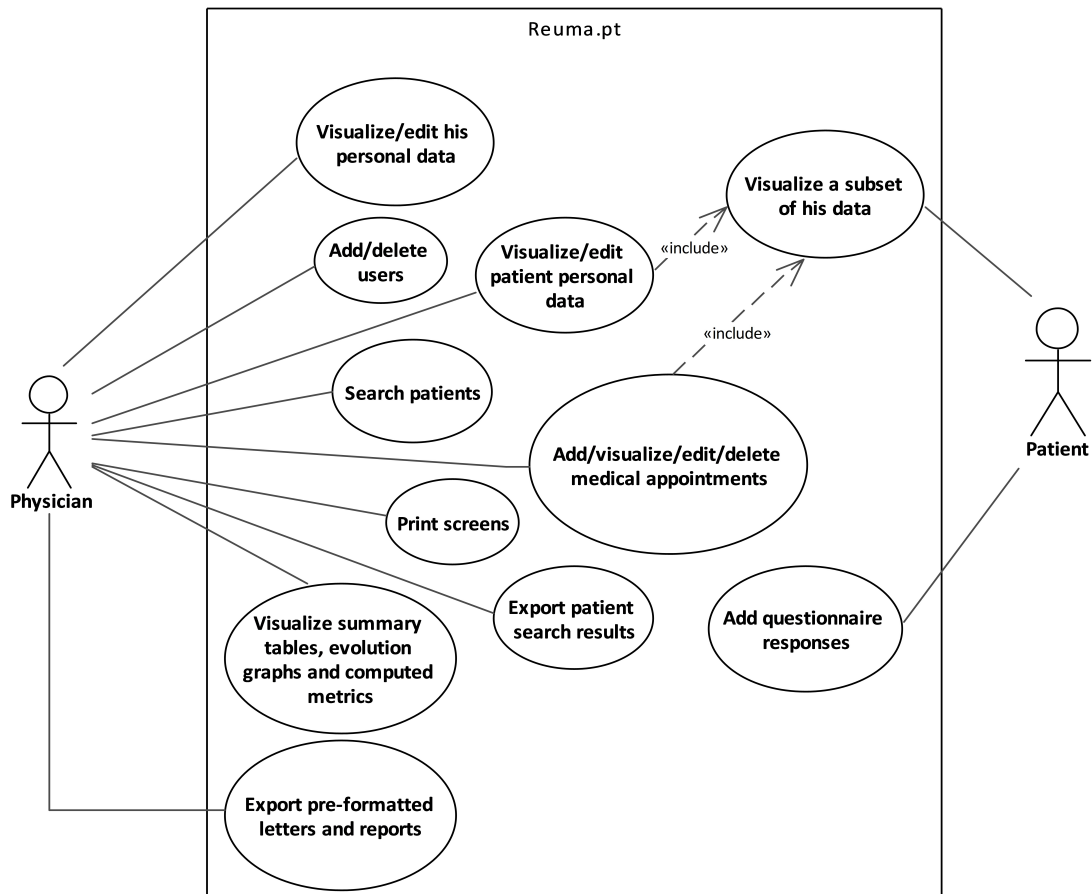 Reuma.pt
Visualize/edit his
personal data
Visualize a subset
of his data
Add/delete
users
Visualize/edit
patient personal
data
«include»
«include»
Search patients
Add/visualize/edit/delete
medical appointments
Physician
Patient
Print screens
Export patient
search results
Add questionnaire
responses
Visualize summary
tables, evolution
graphs and computed
metrics
Export pre-formatted
letters and reports